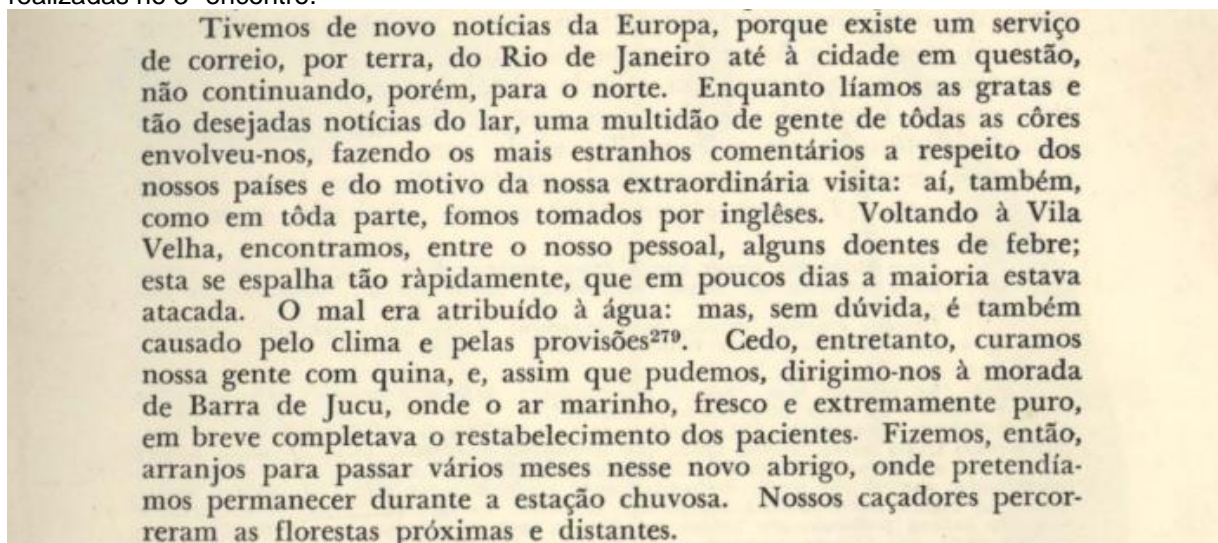 realizadas no 3º encontro.
Tivemos de novo notícias da Europa, porque existe um serviço
de correio, por terra, do Rio de Janeiro até à cidade em questão,
não continuando, porém, para o norte. Enquanto líamos as gratas e
tão desejadas notícias do lar, uma multidão de gente de tôdas as côres
envolveu-nos, fazendo os mais estranhos comentários a respeito dos
nossos países e do motivo da nossa extraordinária visita: aí, também,
como em tôda parte, fomos tomados por inglêses. Voltando à Vila
Velha, encontramos, entre o nosso pessoal, alguns doentes de febre;
esta se espalha tão ràpidamente, que em poucos dias a maioria estava
atacada. O mal era atribuído à água: mas, sem dúvida, é também
causado pelo clima e pelas provisões²⁷⁹. Cedo, entretanto, curamos
nossa gente com quina, e, assim que pudemos, dirigimo-nos à morada
de Barra de Jucu, onde o ar marinho, fresco e extremamente puro,
em breve completava o restabelecimento dos pacientes. Fizemos, então,
arranjos para passar vários meses nesse novo abrigo, onde pretendía-
mos permanecer durante a estação chuvosa. Nossos caçadores percor-
reram as florestas próximas e distantes.